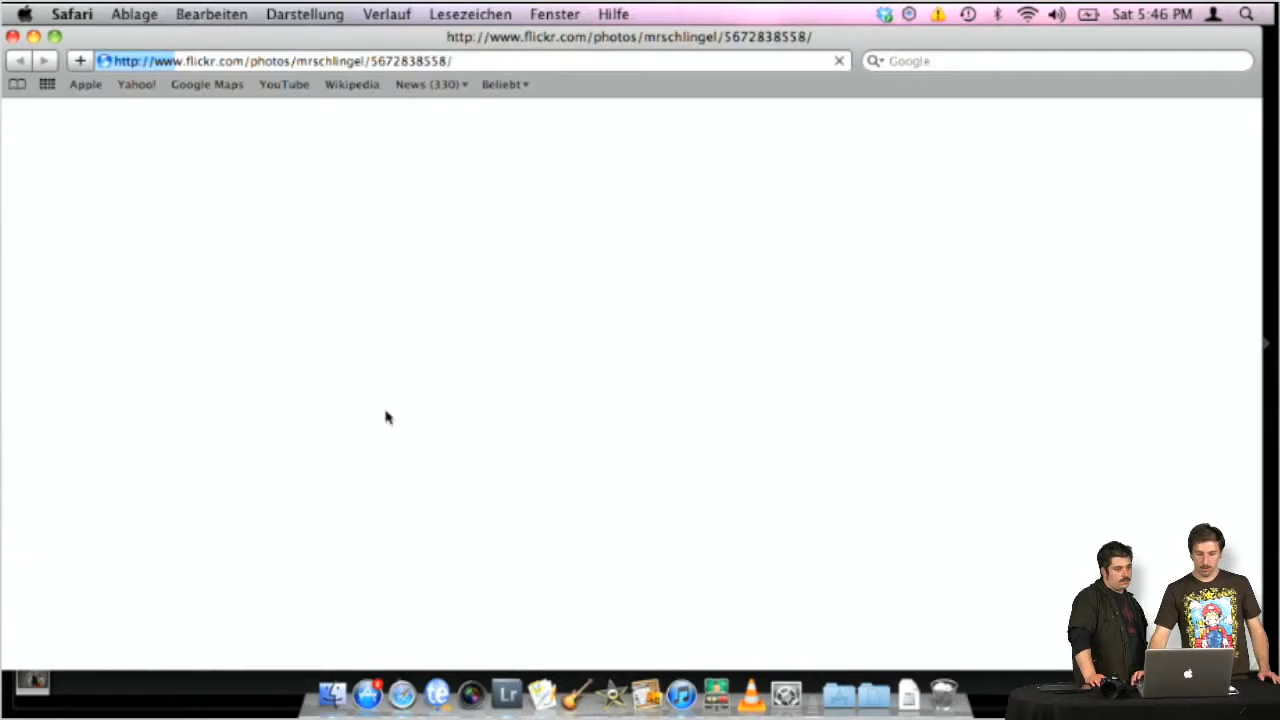 Safari Ablage Bearbeiten Darstellung Verlauf Lesezeichen Fenster Hilfe Sat 5:46 PM
http://www.flickr.com/photos/mrschlingel/5672838558/
http://www.flickr.com/photos/mrschlingel/5672838558/ Google
Apple Yahoo! Google Maps YouTube Wikipedia News (330) Beliebt
te Lr